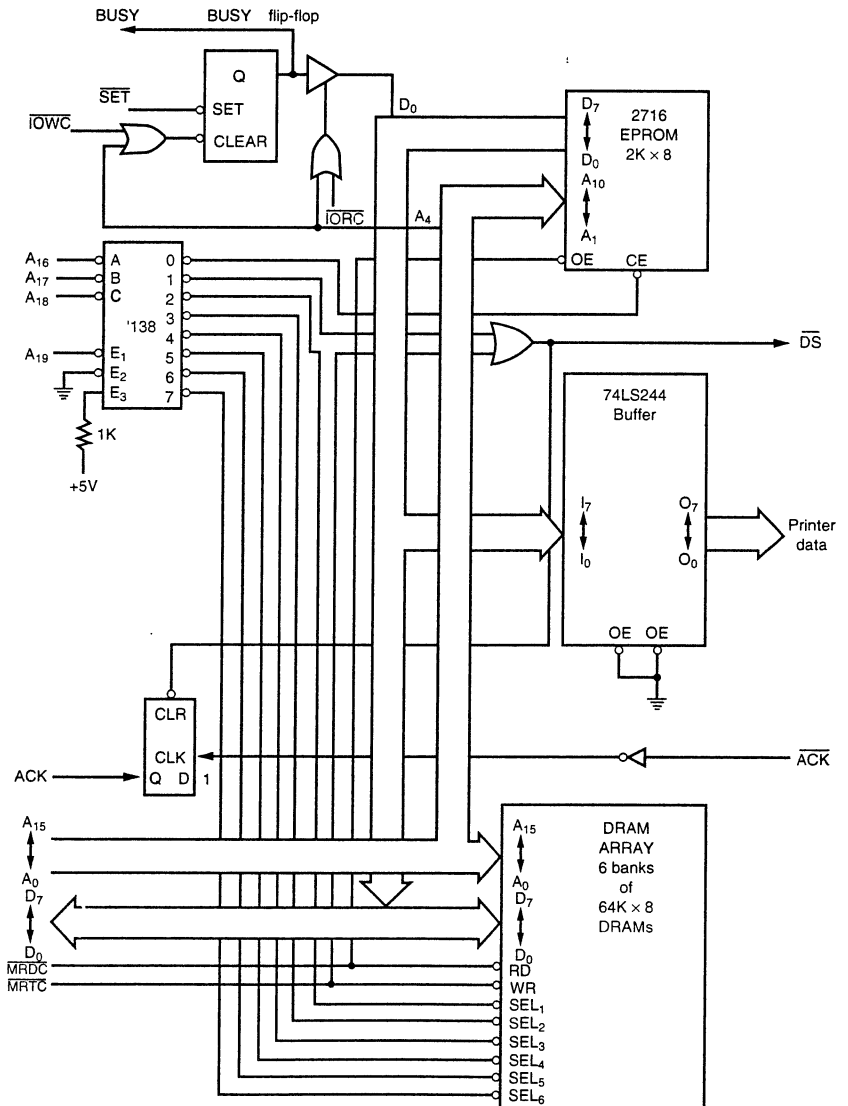 BUSY
BUSY flip-flop
Q
SET
CLEAR
SET
IOWC
IORC
D0
A4
2716
EPROM
2K × 8
D7
D0
A10
A1
OE
CE
A16
A17
A18
A19
A
B
C
'138
E1
E2
E3
0
1
2
3
4
5
6
7
1K
+5V
DS
74LS244
Buffer
I7
I0
O7
O0
OE OE
Printer
data
CLR
CLK
Q D
1
ACK
ACK
A15
A0
D7
D0
MRDC
MRTC
DRAM
ARRAY
6 banks
of
64K × 8
DRAMs
A15
A0
D7
D0
RD
WR
SEL1
SEL2
SEL3
SEL4
SEL5
SEL6